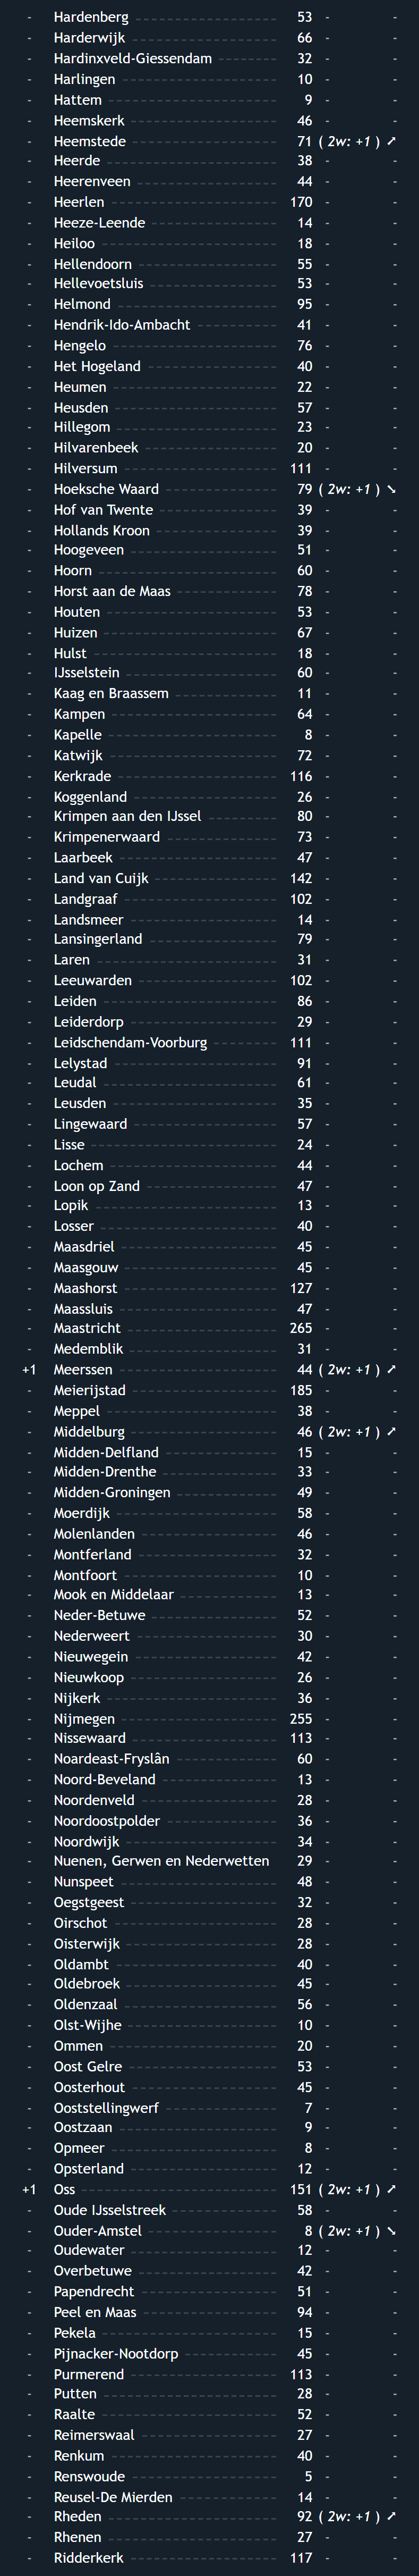 - Hardenberg 53 - -
- Harderwijk 66 - -
- Hardinxveld-Giessendam 32 - -
- Harlingen 10 - -
- Hattem 9 - -
- Heemskerk 46 - -
- Heemstede 71 ( 2w: +1 ) ➚
- Heerde 38 - -
- Heerenveen 44 - -
- Heerlen 170 - -
- Heeze-Leende 14 - -
- Heiloo 18 - -
- Hellendoorn 55 - -
- Hellevoetsluis 53 - -
- Helmond 95 - -
- Hendrik-Ido-Ambacht 41 - -
- Hengelo 76 - -
- Het Hogeland 40 - -
- Heumen 22 - -
- Heusden 57 - -
- Hillegom 23 - -
- Hilvarenbeek 20 - -
- Hilversum 111 - -
- Hoeksche Waard 79 ( 2w: +1 ) ➘
- Hof van Twente 39 - -
- Hollands Kroon 39 - -
- Hoogeveen 51 - -
- Hoorn 60 - -
- Horst aan de Maas 78 - -
- Houten 53 - -
- Huizen 67 - -
- Hulst 18 - -
- IJsselstein 60 - -
- Kaag en Braassem 11 - -
- Kampen 64 - -
- Kapelle 8 - -
- Katwijk 72 - -
- Kerkrade 116 - -
- Koggenland 26 - -
- Krimpen aan den IJssel 80 - -
- Krimpenerwaard 73 - -
- Laarbeek 47 - -
- Land van Cuijk 142 - -
- Landgraaf 102 - -
- Landsmeer 14 - -
- Lansingerland 79 - -
- Laren 31 - -
- Leeuwarden 102 - -
- Leiden 86 - -
- Leiderdorp 29 - -
- Leidschendam-Voorburg 111 - -
- Lelystad 91 - -
- Leudal 61 - -
- Leusden 35 - -
- Lingewaard 57 - -
- Lisse 24 - -
- Lochem 44 - -
- Loon op Zand 47 - -
- Lopik 13 - -
- Losser 40 - -
- Maasdriel 45 - -
- Maasgouw 45 - -
- Maashorst 127 - -
- Maassluis 47 - -
- Maastricht 265 - -
- Medemblik 31 - -
+1 Meerssen 44 ( 2w: +1 ) ➚
- Meierijstad 185 - -
- Meppel 38 - -
- Middelburg 46 ( 2w: +1 ) ➚
- Midden-Delfland 15 - -
- Midden-Drenthe 33 - -
- Midden-Groningen 49 - -
- Moerdijk 58 - -
- Molenlanden 46 - -
- Montferland 32 - -
- Montfoort 10 - -
- Mook en Middelaar 13 - -
- Neder-Betuwe 52 - -
- Nederweert 30 - -
- Nieuwegein 42 - -
- Nieuwkoop 26 - -
- Nijkerk 36 - -
- Nijmegen 255 - -
- Nissewaard 113 - -
- Noardeast-Fryslân 60 - -
- Noord-Beveland 13 - -
- Noordenveld 28 - -
- Noordoostpolder 36 - -
- Noordwijk 34 - -
- Nuenen, Gerwen en Nederwetten 29 - -
- Nunspeet 48 - -
- Oegstgeest 32 - -
- Oirschot 28 - -
- Oisterwijk 28 - -
- Oldambt 40 - -
- Oldebroek 45 - -
- Oldenzaal 56 - -
- Olst-Wijhe 10 - -
- Ommen 20 - -
- Oost Gelre 53 - -
- Oosterhout 45 - -
- Ooststellingwerf 7 - -
- Oostzaan 9 - -
- Opmeer 8 - -
- Opsterland 12 - -
+1 Oss 151 ( 2w: +1 ) ➚
- Oude IJsselstreek 58 - -
- Ouder-Amstel 8 ( 2w: +1 ) ➘
- Oudewater 12 - -
- Overbetuwe 42 - -
- Papendrecht 51 - -
- Peel en Maas 94 - -
- Pekela 15 - -
- Pijnacker-Nootdorp 45 - -
- Purmerend 113 - -
- Putten 28 - -
- Raalte 52 - -
- Reimerswaal 27 - -
- Renkum 40 - -
- Renswoude 5 - -
- Reusel-De Mierden 14 - -
- Rheden 92 ( 2w: +1 ) ➚
- Rhenen 27 - -
- Ridderkerk 117 - -